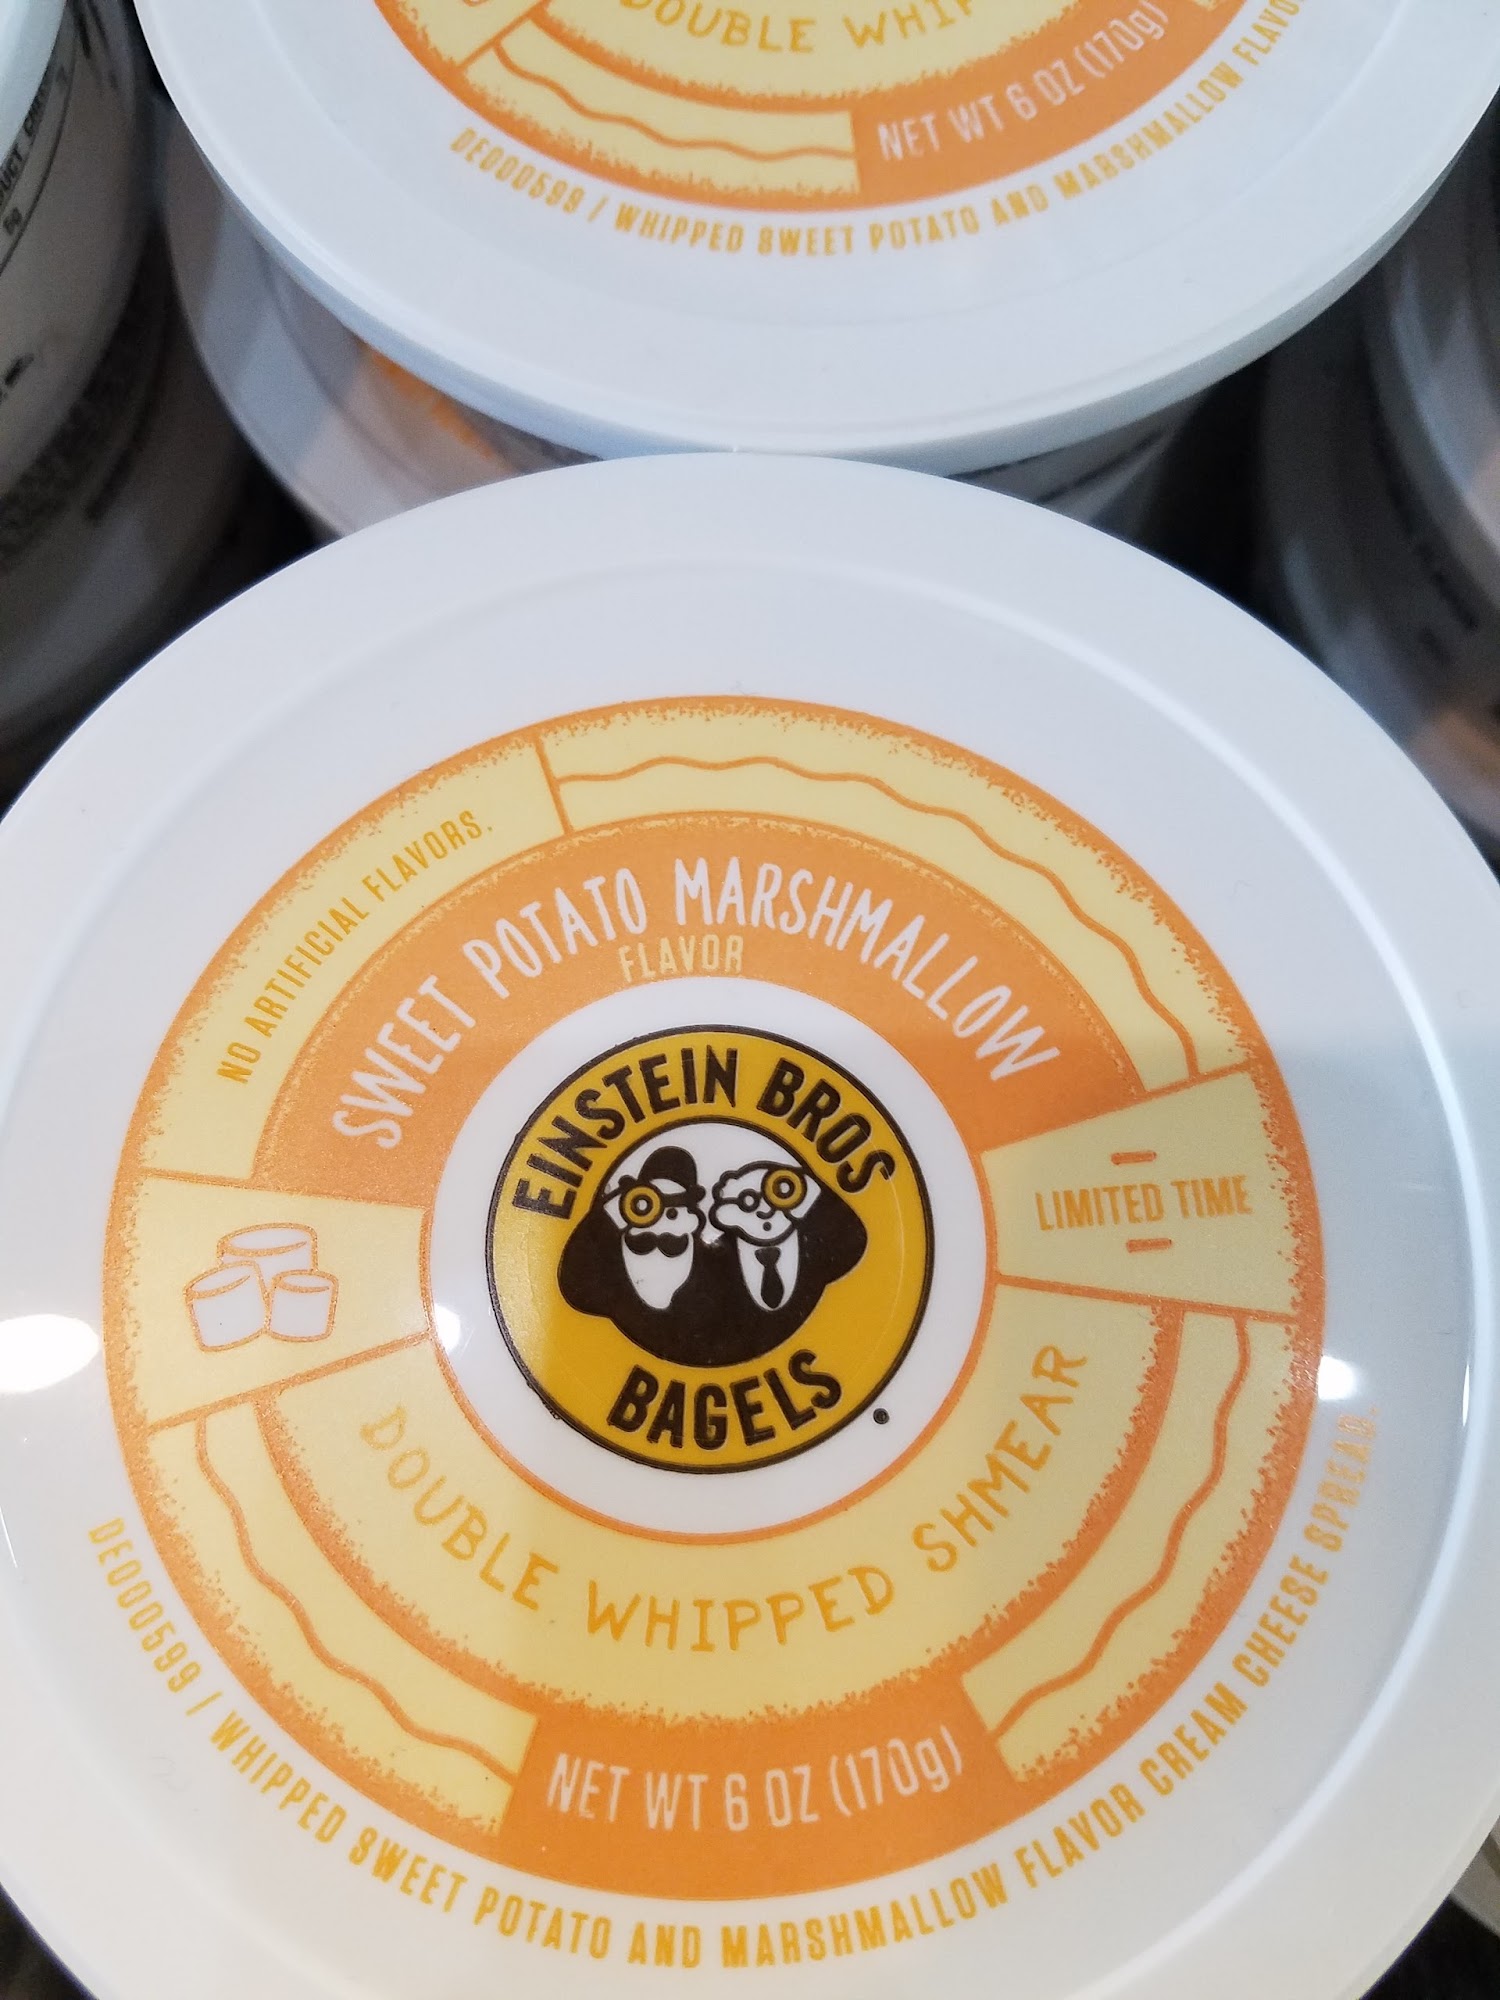 DOUBLE WHIP
NET WT 6 OZ (170g)
DE000599 / WHIPPED SWEET POTATO AND MARSHMALLOW FLAVO
NO ARTIFICIAL FLAVORS.
SWEET POTATO MARSHMALLOW
FLAVOR
EINSTEIN BROS
BAGELS
LIMITED TIME
DOUBLE WHIPPED SHMEAR
NET WT 6 OZ (170g)
DE000599 / WHIPPED SWEET POTATO AND MARSHMALLOW FLAVOR CREAM CHEESE SPREAD.